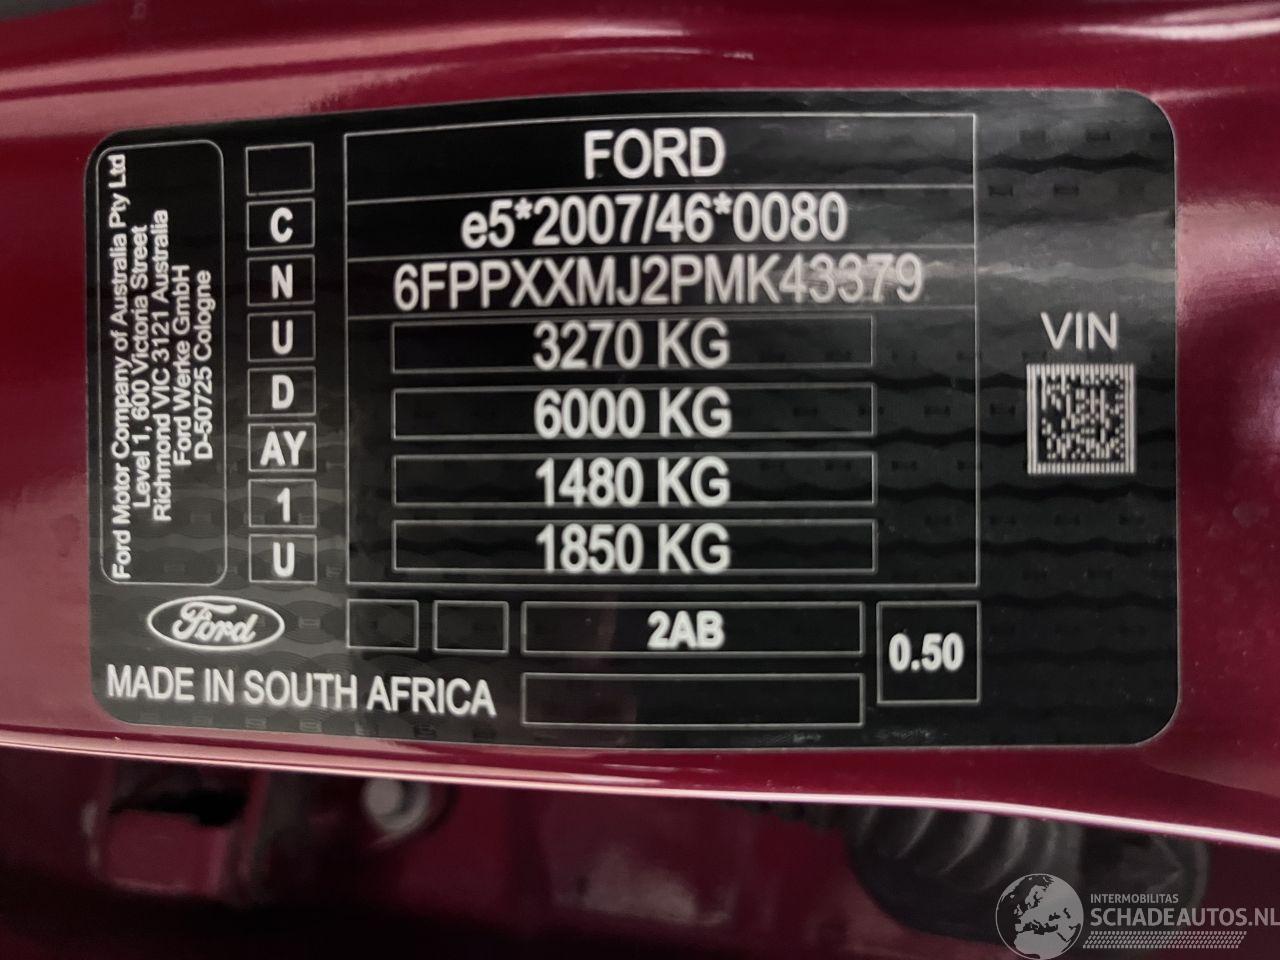 Ford Motor Company of Australia Pty Ltd
Level 1, 600 Victoria Street
Richmond VIC 3121 Australia
Ford Werke GmbH
D-50725 Cologne
C
N
U
D
AY
1
U
FORD
e5*2007/46*0080
6FPPXXMJ2PMK43379
3270 KG
6000 KG
1480 KG
1850 KG
VIN
Ford
2AB
0.50
MADE IN SOUTH AFRICA
INTERMOBILITAS
SCHADEAUTOS.NL